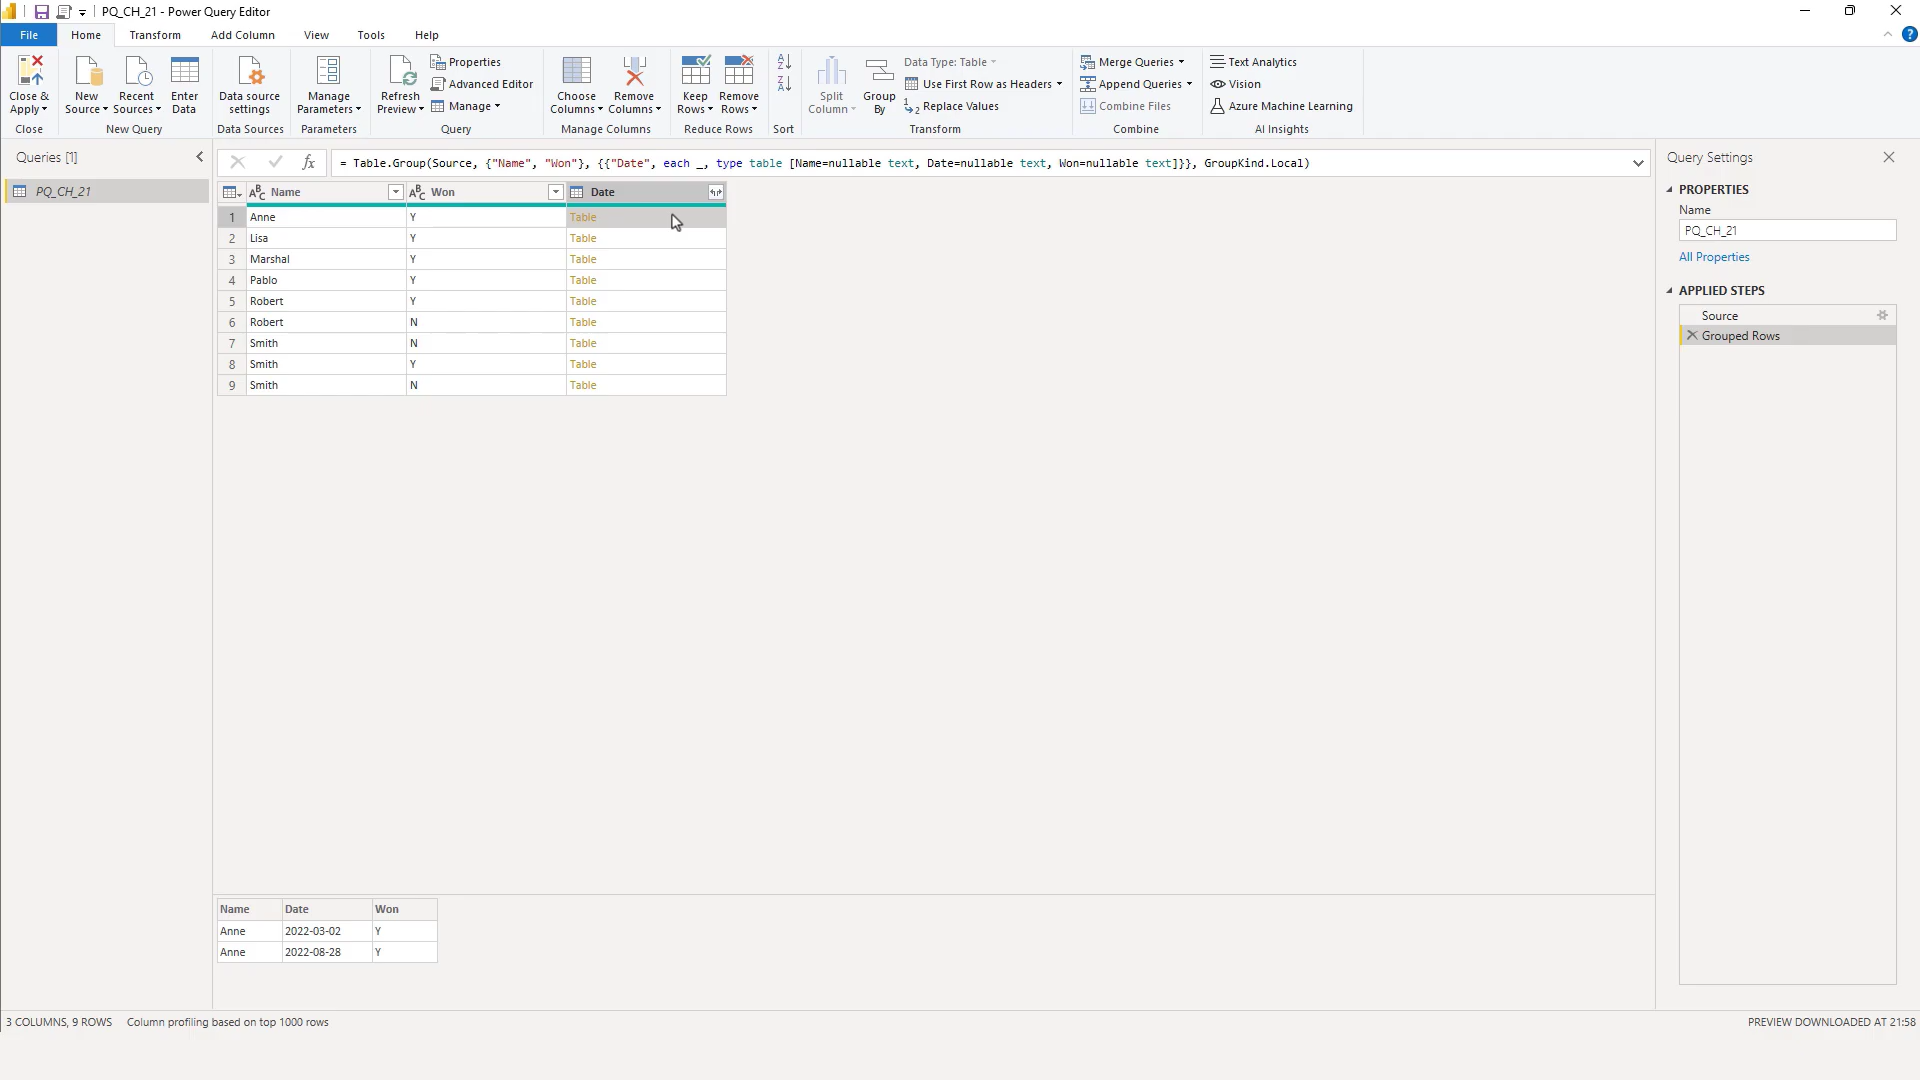 PQ_CH_21 - Power Query Editor
File Home Transform Add Column View Tools Help
Close & Apply
Close
New Source
Recent Sources
Enter Data
New Query
Data source settings
Data Sources
Manage Parameters
Parameters
Refresh Preview
Properties
Advanced Editor
Manage
Query
Choose Columns
Remove Columns
Manage Columns
Keep Rows
Remove Rows
Reduce Rows
Sort
Split Column
Group By
Data Type: Table
Use First Row as Headers
Replace Values
Transform
Merge Queries
Append Queries
Combine Files
Combine
Text Analytics
Vision
Azure Machine Learning
AI Insights
Queries [1]
PQ_CH_21
= Table.Group(Source, {"Name", "Won"}, {{"Date", each _, type table [Name=nullable text, Date=nullable text, Won=nullable text]}}, GroupKind.Local)
Name Won Date
1 Anne Y Table
2 Lisa Y Table
3 Marshal Y Table
4 Pablo Y Table
5 Robert Y Table
6 Robert N Table
7 Smith N Table
8 Smith Y Table
9 Smith N Table
Name Date Won
Anne 2022-03-02 Y
Anne 2022-08-28 Y
Query Settings
PROPERTIES
Name
PQ_CH_21
All Properties
APPLIED STEPS
Source
Grouped Rows
3 COLUMNS, 9 ROWS Column profiling based on top 1000 rows
PREVIEW DOWNLOADED AT 21:58